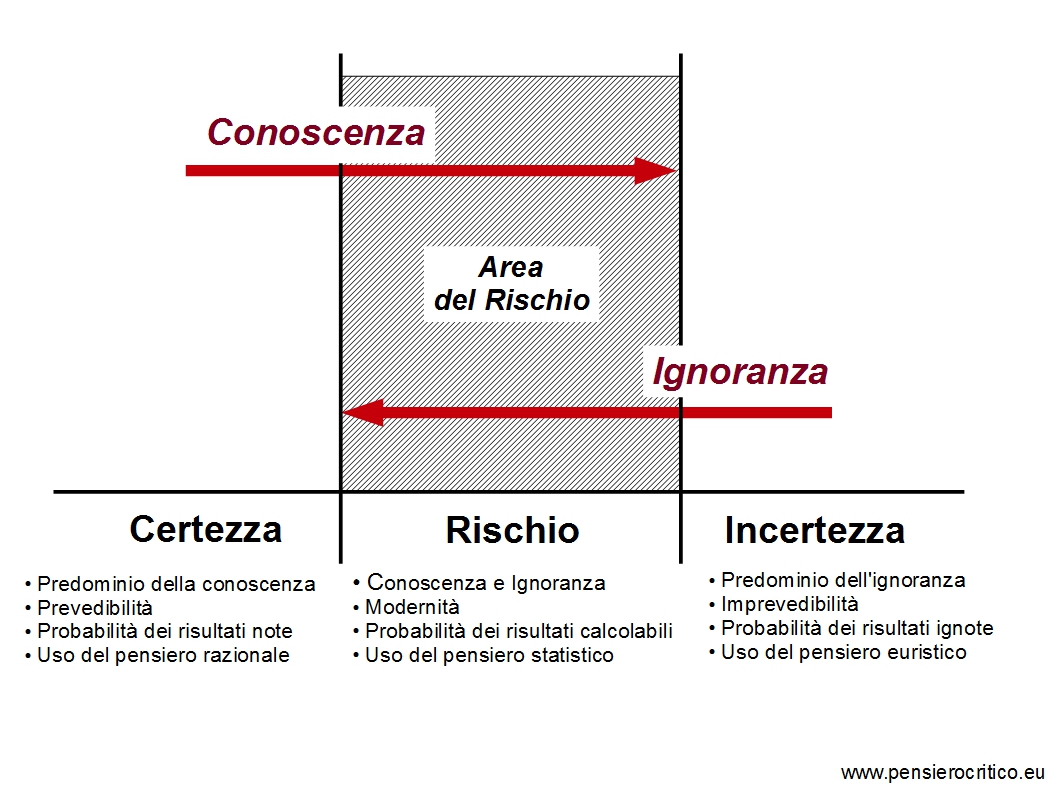 Conoscenza
Area
del Rischio
Ignoranza
Certezza
• Predominio della conoscenza
• Prevedibilità
• Probabilità dei risultati note
• Uso del pensiero razionale
Rischio
• Conoscenza e Ignoranza
• Modernità
• Probabilità dei risultati calcolabili
• Uso del pensiero statistico
Incertezza
• Predominio dell'ignoranza
• Imprevedibilità
• Probabilità dei risultati ignote
• Uso del pensiero euristico
www.pensierocritico.eu